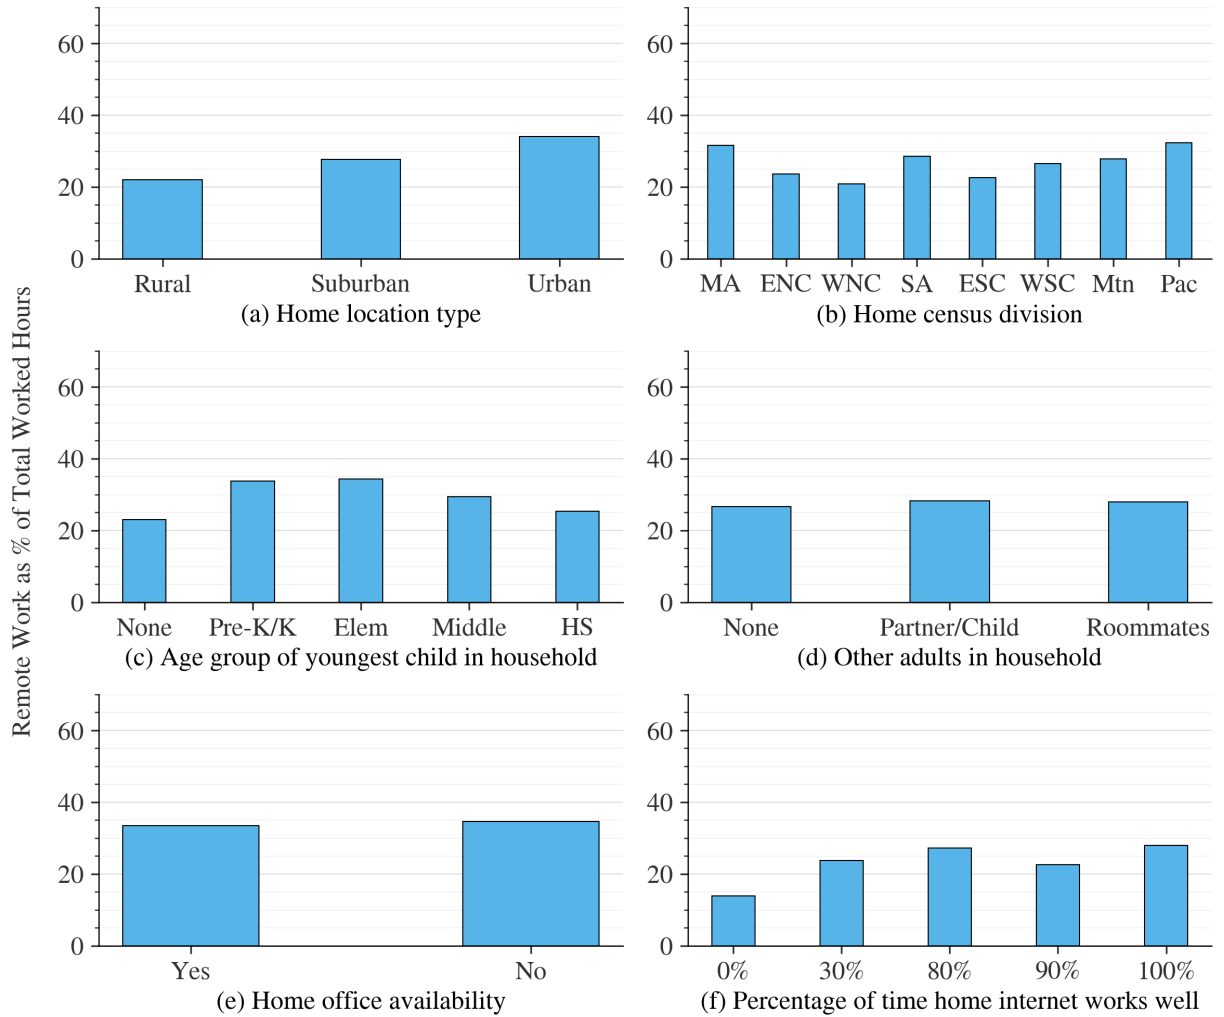 Remote Work as % of Total Worked Hours
60
40
20
0
Rural Suburban Urban
(a) Home location type
60
40
20
0
MA ENC WNC SA ESC WSC Mtn Pac
(b) Home census division
60
40
20
0
None Pre-K/K Elem Middle HS
(c) Age group of youngest child in household
60
40
20
0
None Partner/Child Roommates
(d) Other adults in household
60
40
20
0
Yes No
(e) Home office availability
60
40
20
0
0% 30% 80% 90% 100%
(f) Percentage of time home internet works well